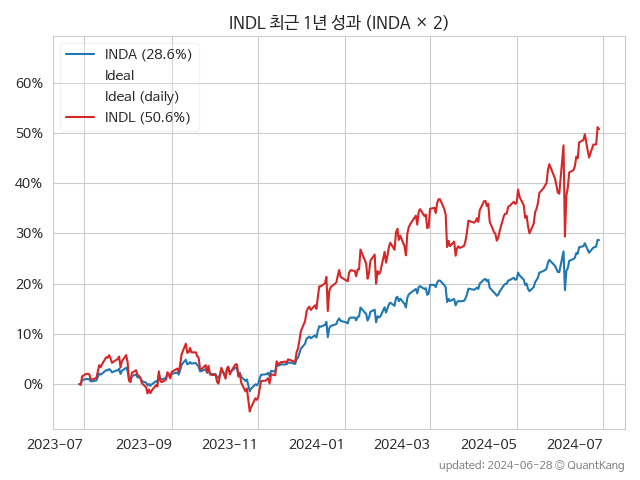 INDL 최근 1년 성과 (INDA × 2)
INDA (28.6%)
Ideal
Ideal (daily)
INDL (50.6%)
60%
50%
40%
30%
20%
10%
0%
2023-07 2023-09 2023-11 2024-01 2024-03 2024-05 2024-07
updated: 2024-06-28 © QuantKang